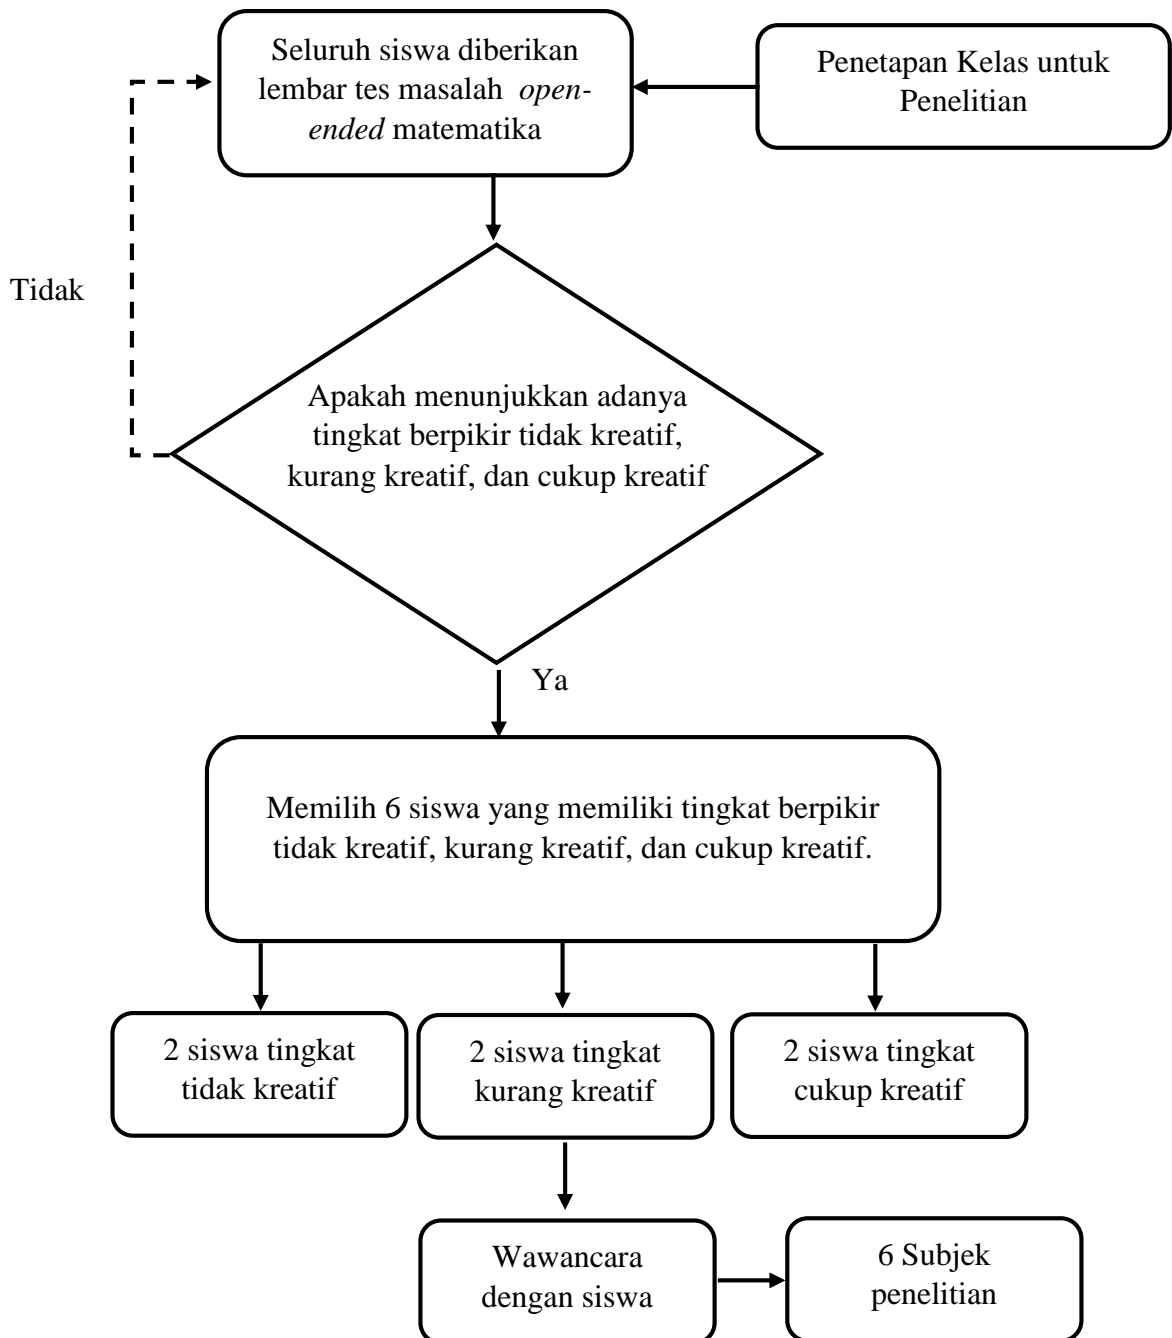 Seluruh siswa diberikan
lembar tes masalah open-
ended matematika
Penetapan Kelas untuk
Penelitian
Tidak
Apakah menunjukkan adanya
tingkat berpikir tidak kreatif,
kurang kreatif, dan cukup kreatif
Ya
Memilih 6 siswa yang memiliki tingkat berpikir
tidak kreatif, kurang kreatif, dan cukup kreatif.
2 siswa tingkat
tidak kreatif
2 siswa tingkat
kurang kreatif
2 siswa tingkat
cukup kreatif
Wawancara
dengan siswa
6 Subjek
penelitian